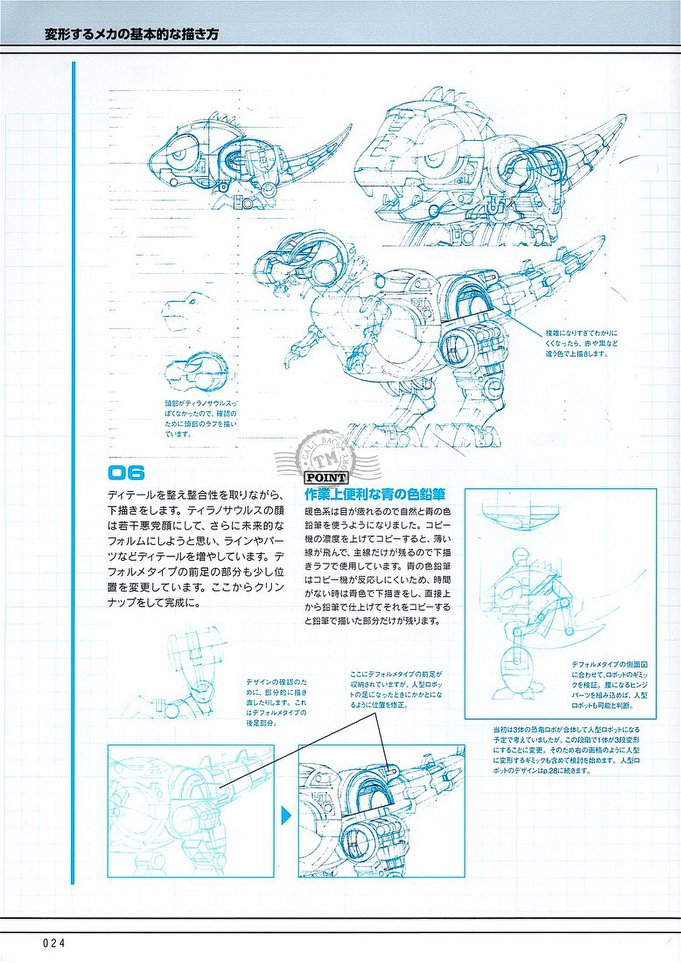 変形するメカの基本的な描き方
複雑になりすぎてわかりに
くくなったら、赤や黒など
違う色で上描きします。
頭部がティラノサウルスっ
ぽくなかったので、確認の
ために頭部のラフを描い
ています。
CALL BACK
TM
06
ディテールを整え整合性を取りながら、
下描きをします。ティラノサウルスの顔
は若干悪党顔にして、さらに未来的な
フォルムにしようと思い、ラインやパー
ツなどディテールを増やしています。デ
フォルメタイプの前足の部分も少し位
置を変更しています。ここからクリン
ナップをして完成に。
POINT
作業上便利な青の色鉛筆
暖色系は目が疲れるので自然と青の色
鉛筆を使うようになりました。コピー
機の濃度を上げてコピーすると、薄い
線が飛んで、主線だけが残るので下描
きラフで使用しています。青の色鉛筆
はコピー機が反応しにくいため、時間
がない時は青色で下描きをし、直接上
から鉛筆で仕上げてそれをコピーする
と鉛筆で描いた部分だけが残ります。
デザインの確認のた
めに、部分的に描き
直したりします。これ
はデフォルメタイプの
後足部分。
ここにデフォルメタイプの前足が
収納されていますが、人型ロボッ
トの足になったときにかかとにな
るように位置を修正。
デフォルメタイプの側面図
に合わせて、ロボットのギミッ
クを検証。腰になるヒンジ
パーツを組み込めば、人型
ロボットも可能と判断。
当初は3体の恐竜ロボが合体して人型ロボットになる
予定で考えていましたが、この段階で1体が3段変形
にすることに変更。そのため右の画稿のように人型
に変形するギミックも含めて検討を始めます。人型ロ
ボットのデザインはp.28に続きます。
024